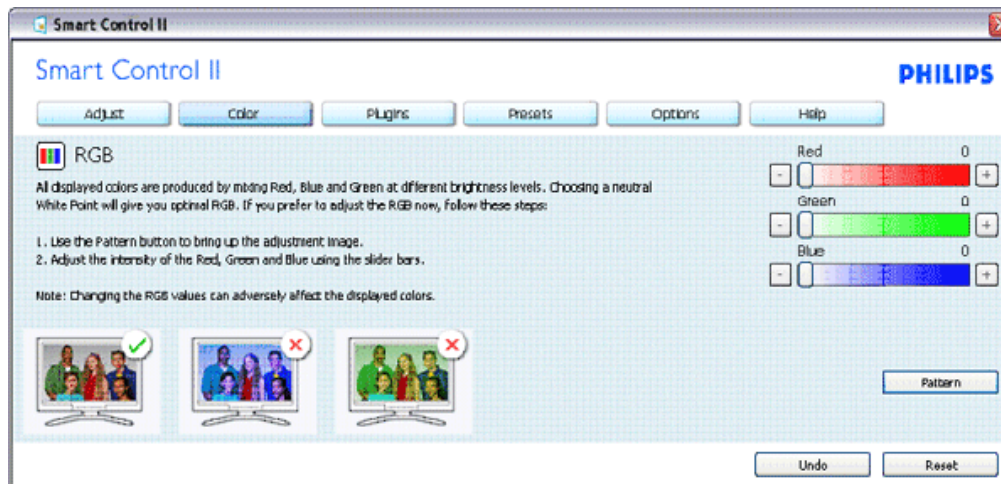 Smart Control II
Smart Control II
PHILIPS
Adjust Color Plugins Presets Options Help
RGB
All displayed colors are produced by mixing Red, Blue and Green at different brightness levels. Choosing a neutral
White Point will give you optimal RGB. If you prefer to adjust the RGB now, follow these steps:
1. Use the Pattern button to bring up the adjustment image.
2. Adjust the intensity of the Red, Green and Blue using the slider bars.
Note: Changing the RGB values can adversely affect the displayed colors.
Red 0
- +
Green 0
- +
Blue 0
- +
Pattern
Undo Reset